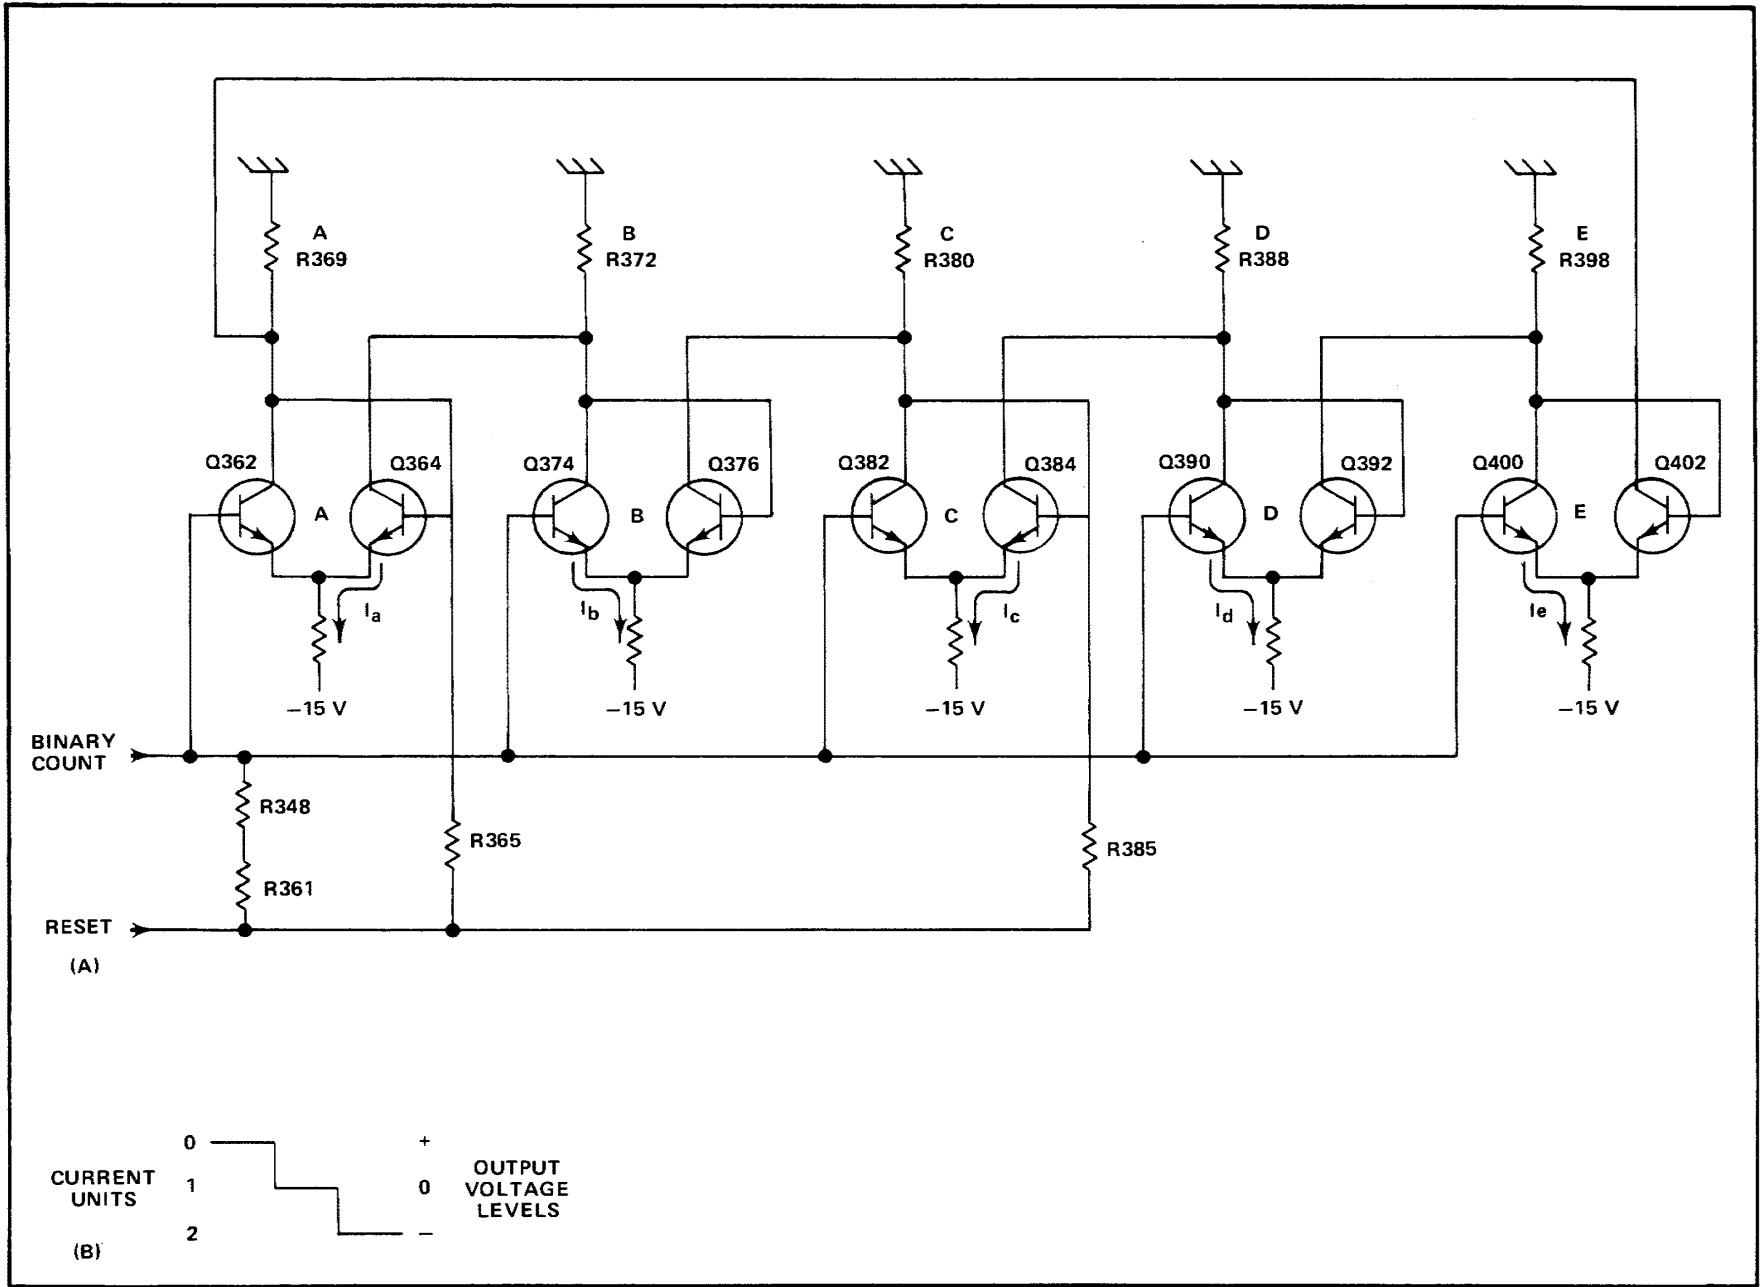 A
R369
B
R372
C
R380
D
R388
E
R398
Q362
Q364
Q374
Q376
Q382
Q384
Q390
Q392
Q400
Q402
A
B
C
D
E
Ia
Ib
Ic
Id
Ie
−15 V
−15 V
−15 V
−15 V
−15 V
BINARY
COUNT
R348
R365
R385
R361
RESET
(A)
0
+
CURRENT
UNITS
1
0
OUTPUT
VOLTAGE
LEVELS
2
−
(B)